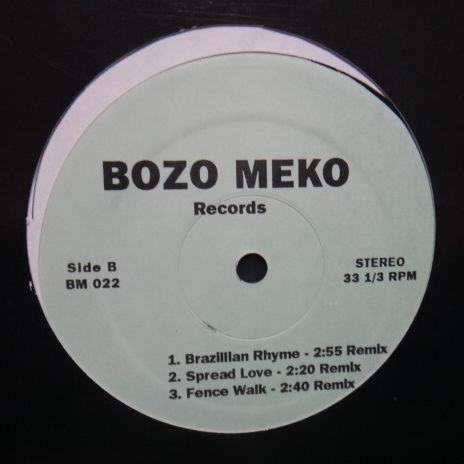 BOZO MEKO
Records
Side B
BM 022
STEREO
33 1/3 RPM
1. Brazillian Rhyme - 2:55 Remix
2. Spread Love - 2:20 Remix
3. Fence Walk - 2:40 Remix